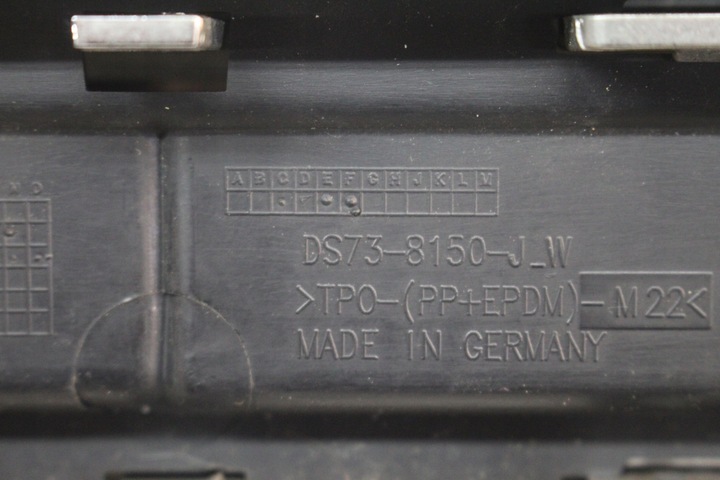 N O
A B C D E F G H J K L M
DS73-8150-J_W
>TPO-(PP+EPDM)-M22<
MADE IN GERMANY